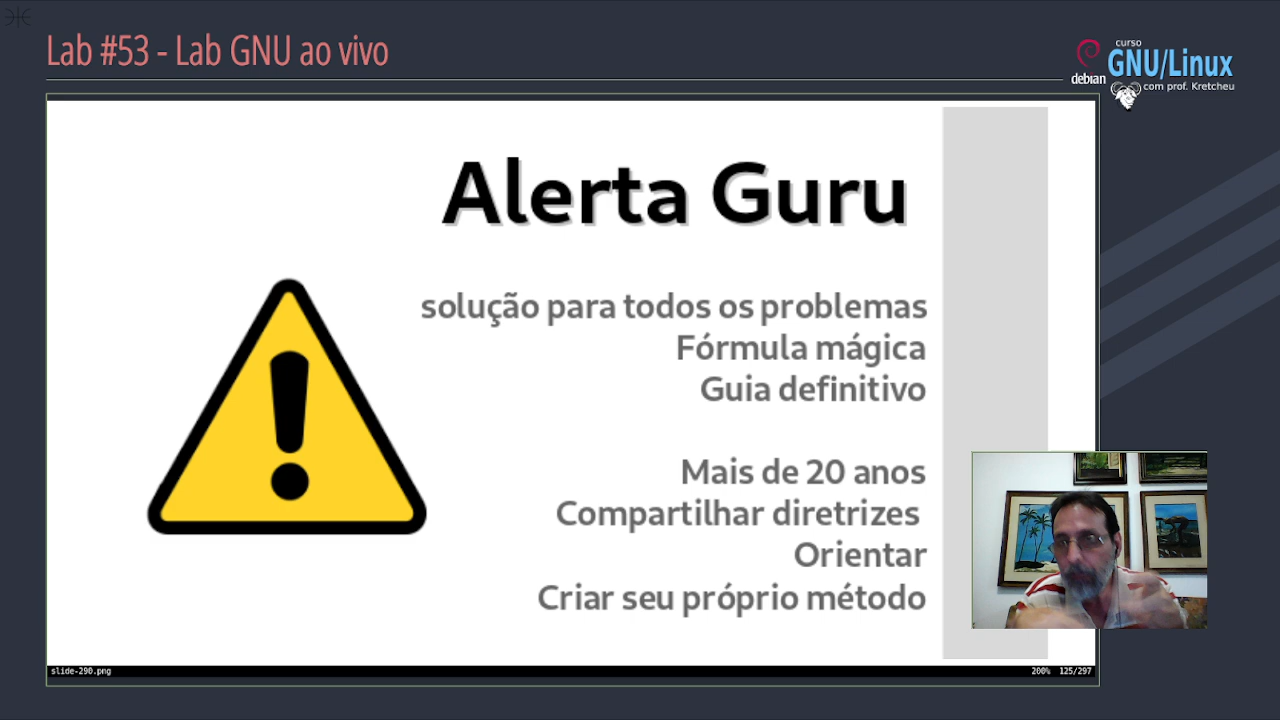 Lab #53 - Lab GNU ao vivo
curso
GNU/Linux
debian
com prof. Kretcheu
Alerta Guru
solução para todos os problemas
Fórmula mágica
Guia definitivo
Mais de 20 anos
Compartilhar diretrizes
Orientar
Criar seu próprio método
slide-290.png
200% 125/297